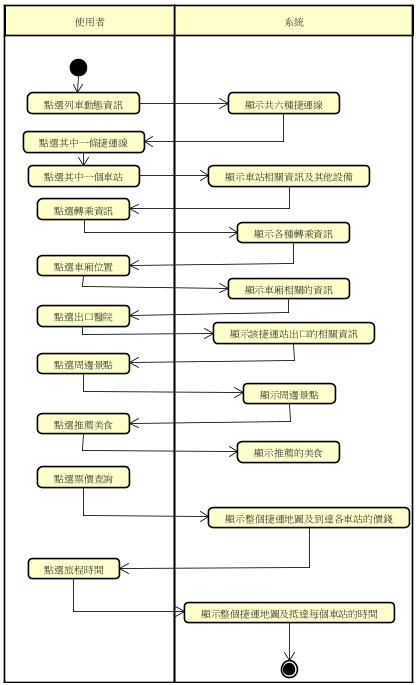 使用者
系統
點選列車動態資訊
顯示共六種捷運線
點選其中一條捷運線
點選其中一個車站
顯示車站相關資訊及其他設備
點選轉乘資訊
顯示各種轉乘資訊
點選車廂位置
顯示車廂相關的資訊
點選出口醫院
顯示該捷運站出口的相關資訊
點選周邊景點
顯示周邊景點
點選推薦美食
顯示推薦的美食
點選票價查詢
顯示整個捷運地圖及到達各車站的價錢
點選旅程時間
顯示整個捷運地圖及抵達每個車站的時間